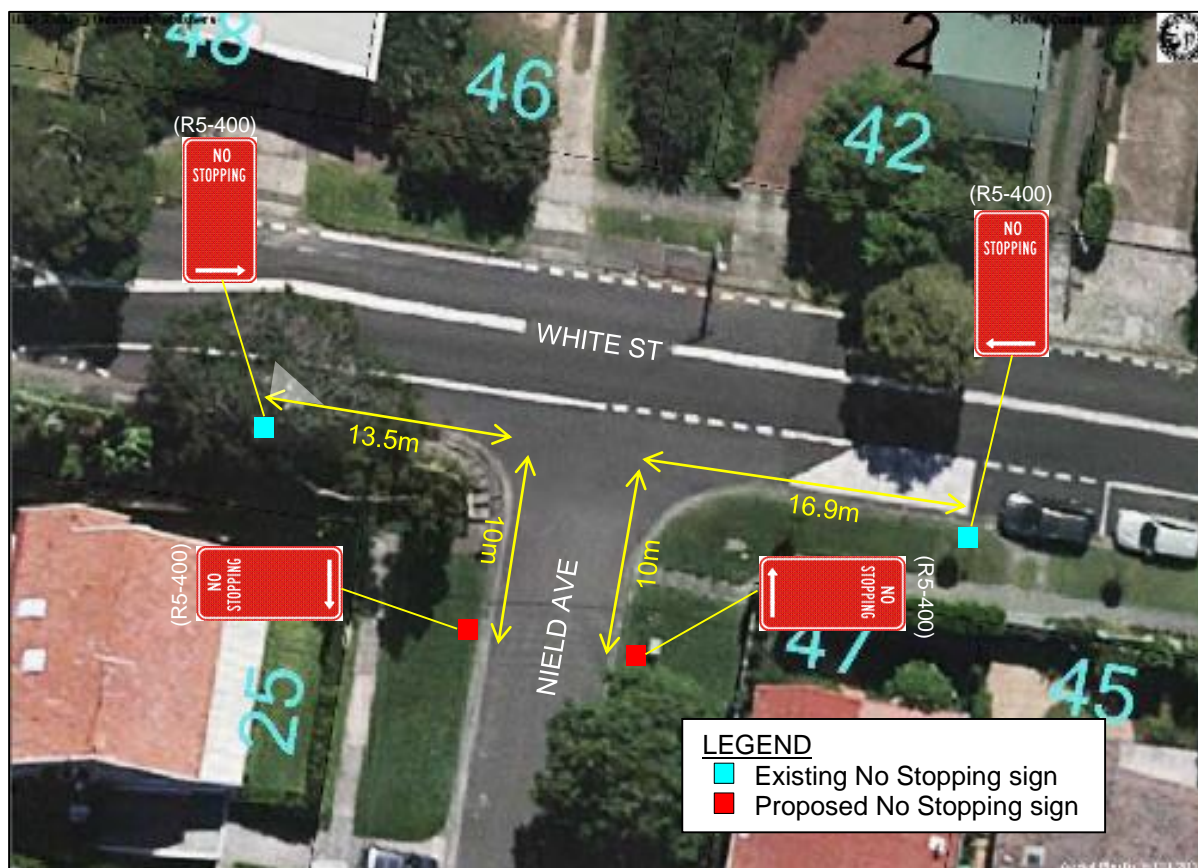 48
46
2
42
(R5-400)
NO
STOPPING
(R5-400)
NO
STOPPING
WHITE ST
13.5m
16.9m
10m
10m
(R5-400)
NO
STOPPING
NO
STOPPING
(R5-400)
NIELD AVE
25
47
45
LEGEND
Existing No Stopping sign
Proposed No Stopping sign